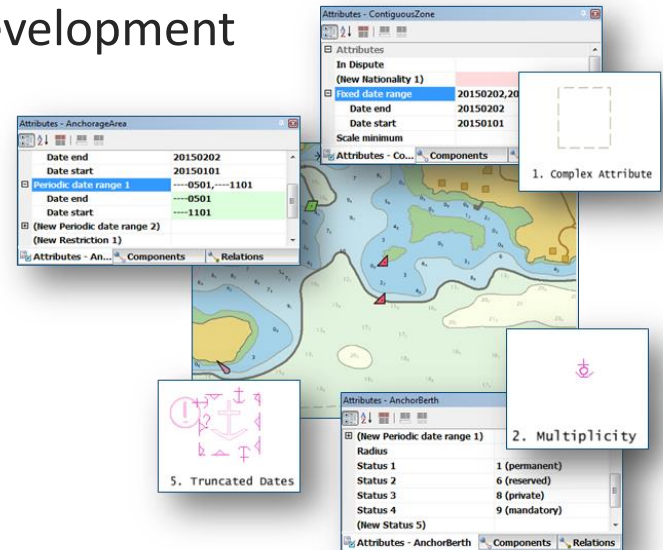 evelopment
Attributes - ContiguousZone
Attributes
In Dispute
(New Nationality 1)
Fixed date range 20150202,20
Date end 20150202
Date start 20150101
Scale minimum
Attributes - Co... Components
1. Complex Attribute
Attributes - AnchorageArea
Date end 20150202
Date start 20150101
Periodic date range 1 ----0501,----1101
Date end ----0501
Date start ----1101
(New Periodic date range 2)
(New Restriction 1)
Attributes - An... Components Relations
2. Multiplicity
5. Truncated Dates
Attributes - AnchorBerth
(New Periodic date range 1)
Radius
Status 1 1 (permanent)
Status 2 6 (reserved)
Status 3 8 (private)
Status 4 9 (mandatory)
(New Status 5)
Attributes - AnchorBerth Components Relations